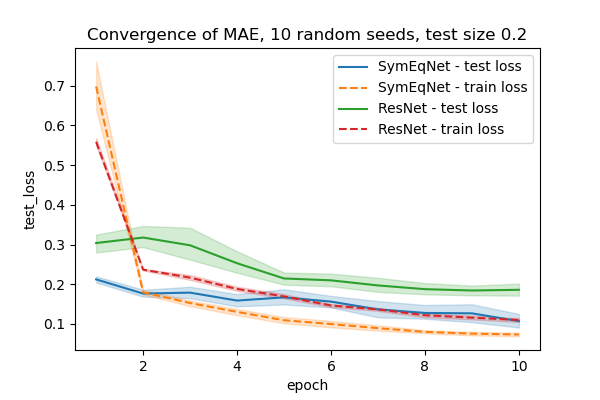 Convergence of MAE, 10 random seeds, test size 0.2
SymEqNet - test loss
SymEqNet - train loss
ResNet - test loss
ResNet - train loss
test_loss
0.7
0.6
0.5
0.4
0.3
0.2
0.1
2 4 6 8 10
epoch